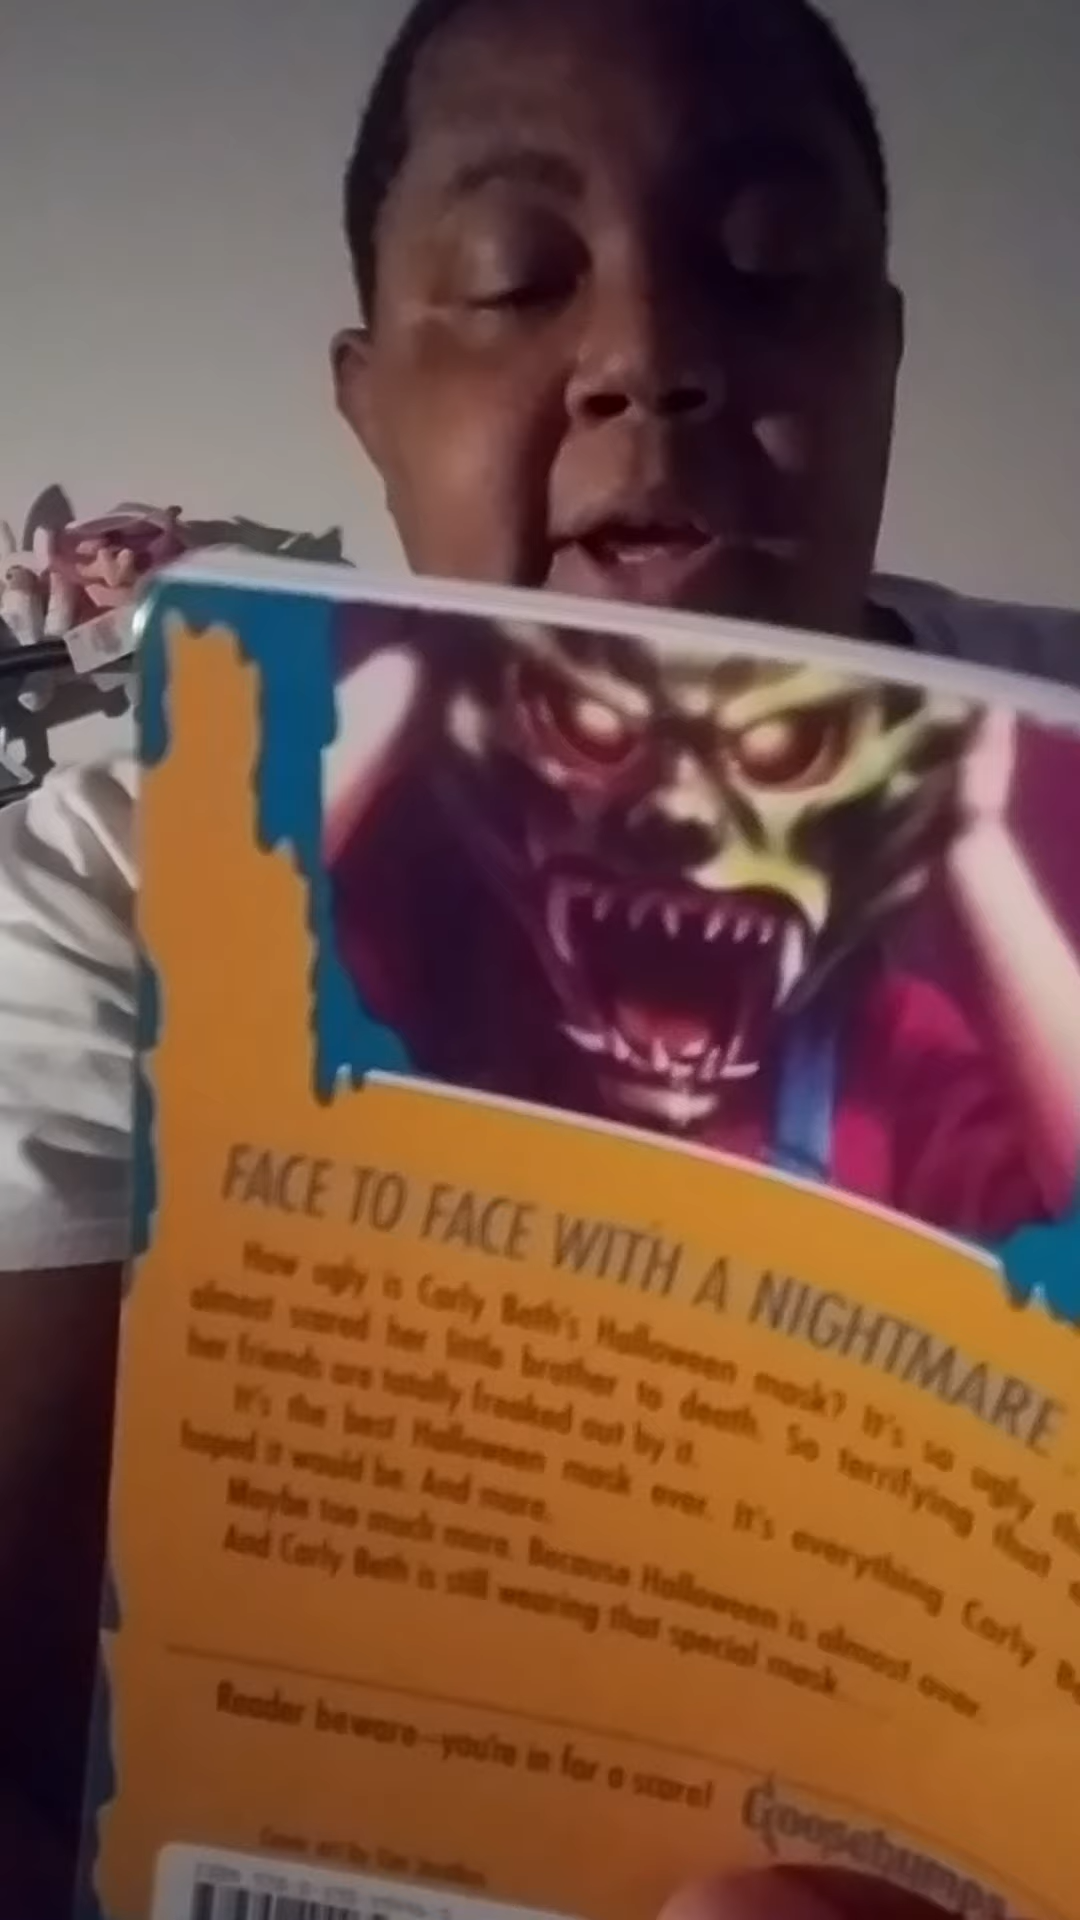 FACE TO FACE WITH A NIGHTMARE
How ugly is Carly Beth's Halloween mask? It's so ugly
almost scared her little brother to death. So terrifying that
her friends are totally freaked out by it.
It's the best Halloween mask ever. It's everything Carly
hoped it would be. And more.
Maybe too much more. Because Halloween is almost over.
And Carly Beth is still wearing that special mask...
Reader beware—you're in for a scare!
Goosebumps